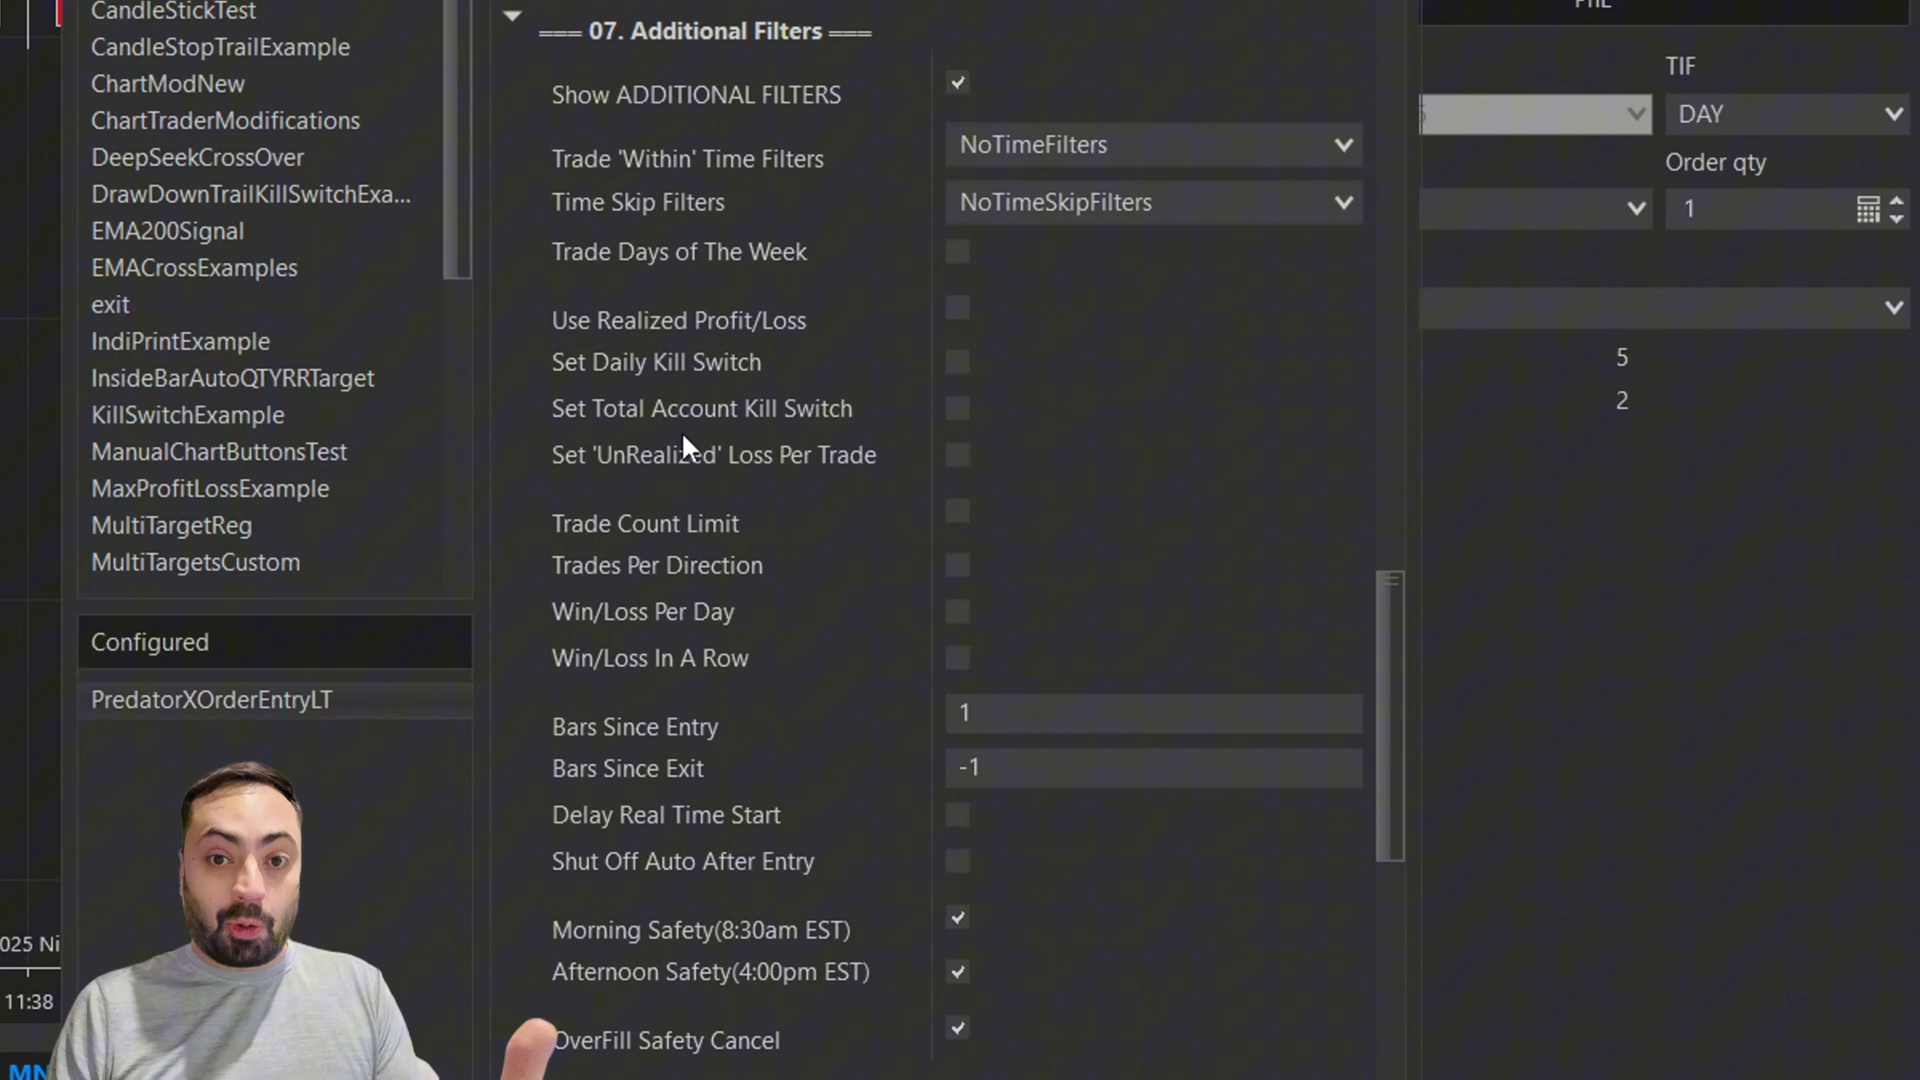 CandleStickTest
CandleStopTrailExample
ChartModNew
ChartTraderModifications
DeepSeekCrossOver
DrawDownTrailKillSwitchExa...
EMA200Signal
EMACrossExamples
exit
IndiPrintExample
InsideBarAutoQTYRRTarget
KillSwitchExample
ManualChartButtonsTest
MaxProfitLossExample
MultiTargetReg
MultiTargetsCustom
Configured
PredatorXOrderEntryLT
025 Ni
11:38
MN
=== 07. Additional Filters ===
Show ADDITIONAL FILTERS
Trade 'Within' Time Filters NoTimeFilters
Time Skip Filters NoTimeSkipFilters
Trade Days of The Week
Use Realized Profit/Loss
Set Daily Kill Switch
Set Total Account Kill Switch
Set 'UnRealized' Loss Per Trade
Trade Count Limit
Trades Per Direction
Win/Loss Per Day
Win/Loss In A Row
Bars Since Entry 1
Bars Since Exit -1
Delay Real Time Start
Shut Off Auto After Entry
Morning Safety(8:30am EST)
Afternoon Safety(4:00pm EST)
OverFill Safety Cancel
PnL
TIF
DAY
Order qty
1
5
2